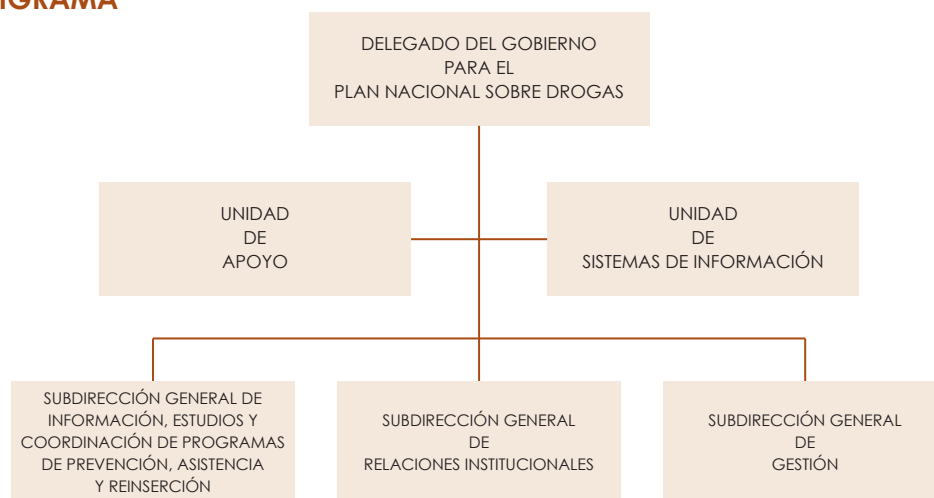 DELEGADO DEL GOBIERNO
PARA EL
PLAN NACIONAL SOBRE DROGAS
UNIDAD
DE
APOYO
UNIDAD
DE
SISTEMAS DE INFORMACIÓN
SUBDIRECCIÓN GENERAL DE
INFORMACIÓN, ESTUDIOS Y
COORDINACIÓN DE PROGRAMAS
DE PREVENCIÓN, ASISTENCIA
Y REINSERCIÓN
SUBDIRECCIÓN GENERAL
DE
RELACIONES INSTITUCIONALES
SUBDIRECCIÓN GENERAL
DE
GESTIÓN